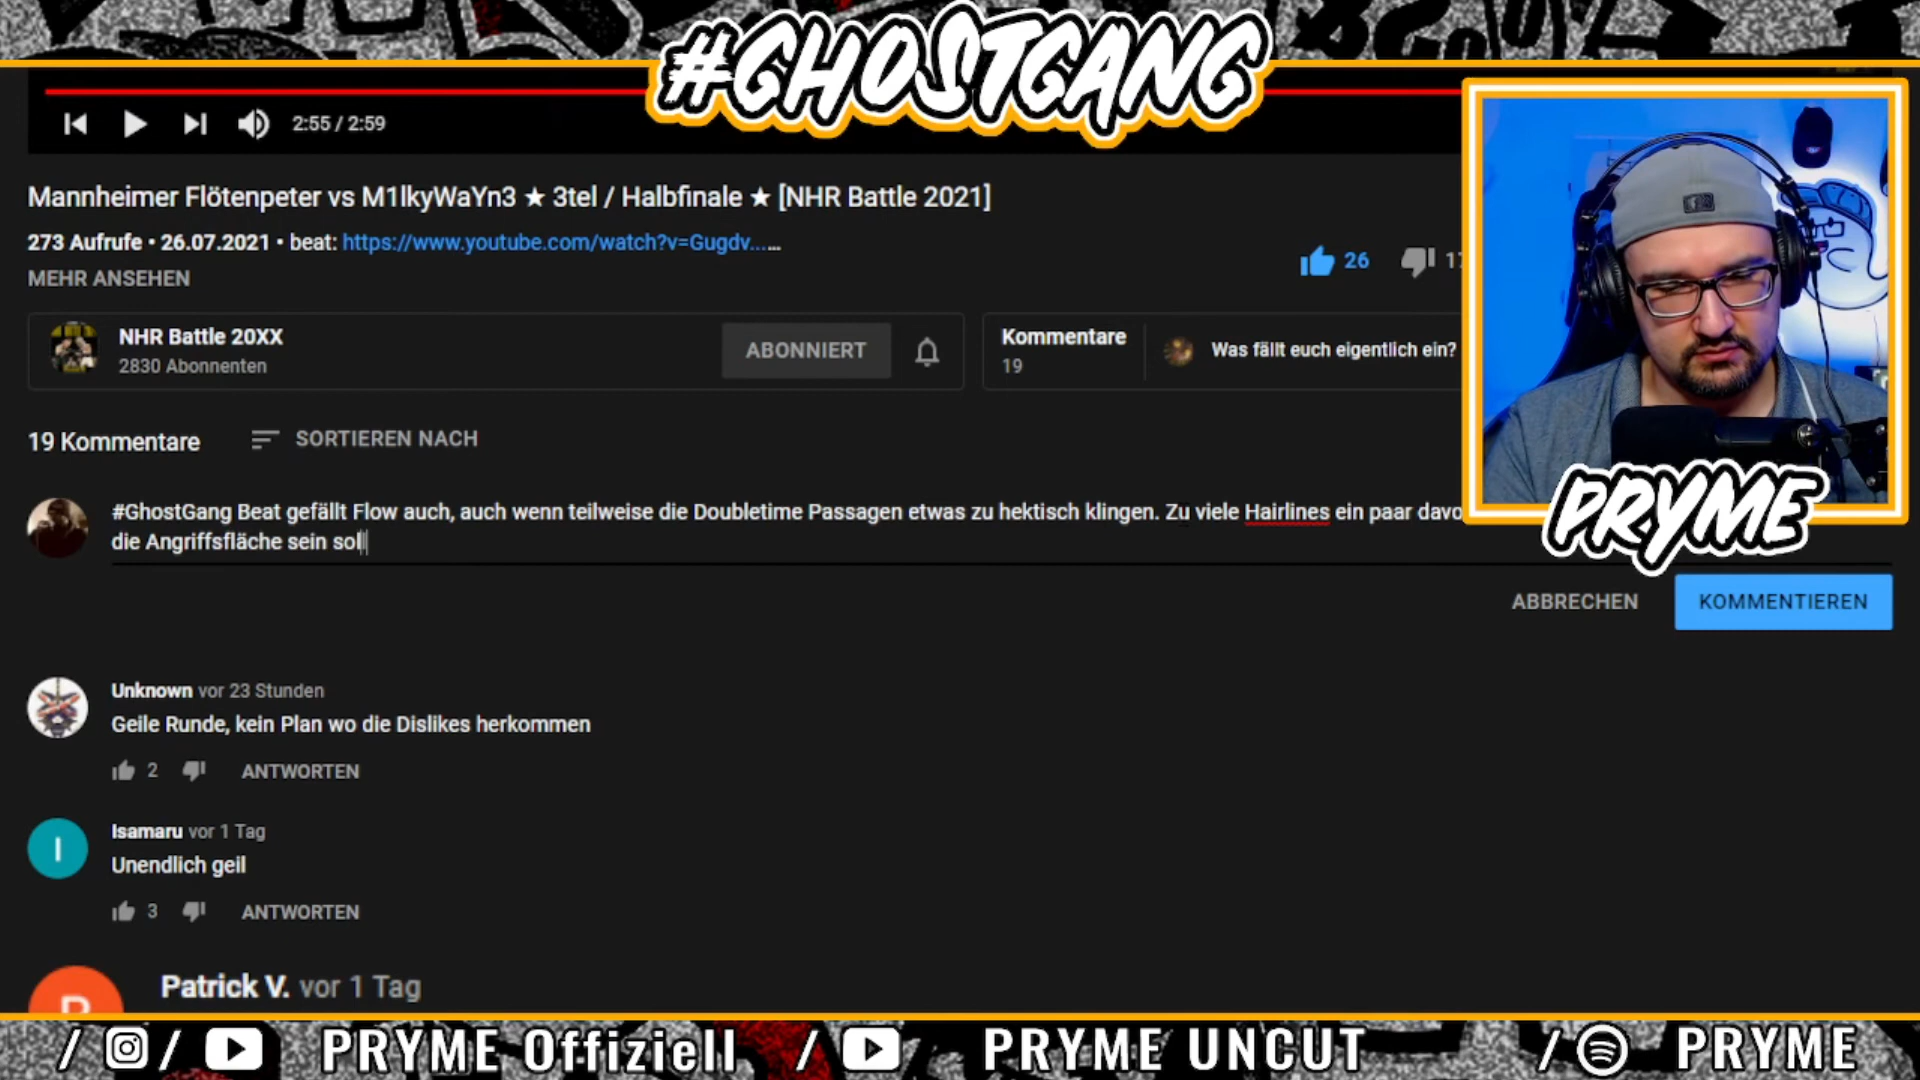 #GHOSTGANG
2:55 / 2:59
Mannheimer Flötenpeter vs M1lkyWaYn3 ★ 3tel / Halbfinale ★ [NHR Battle 2021]
273 Aufrufe • 26.07.2021 • beat: https://www.youtube.com/watch?v=Gugdv...…
MEHR ANSEHEN
26
17
NHR Battle 20XX
2830 Abonnenten
ABONNIERT
Kommentare
19
Was fällt euch eigentlich ein?
19 Kommentare
SORTIEREN NACH
#GhostGang Beat gefällt Flow auch, auch wenn teilweise die Doubletime Passagen etwas zu hektisch klingen. Zu viele Hairlines ein paar davo
die Angriffsfläche sein sol
PRYME
ABBRECHEN
KOMMENTIEREN
Unknown vor 23 Stunden
Geile Runde, kein Plan wo die Dislikes herkommen
2
ANTWORTEN
I
Isamaru vor 1 Tag
Unendlich geil
3
ANTWORTEN
P
Patrick V. vor 1 Tag
/ / PRYME Offiziell / PRYME UNCUT / PRYME